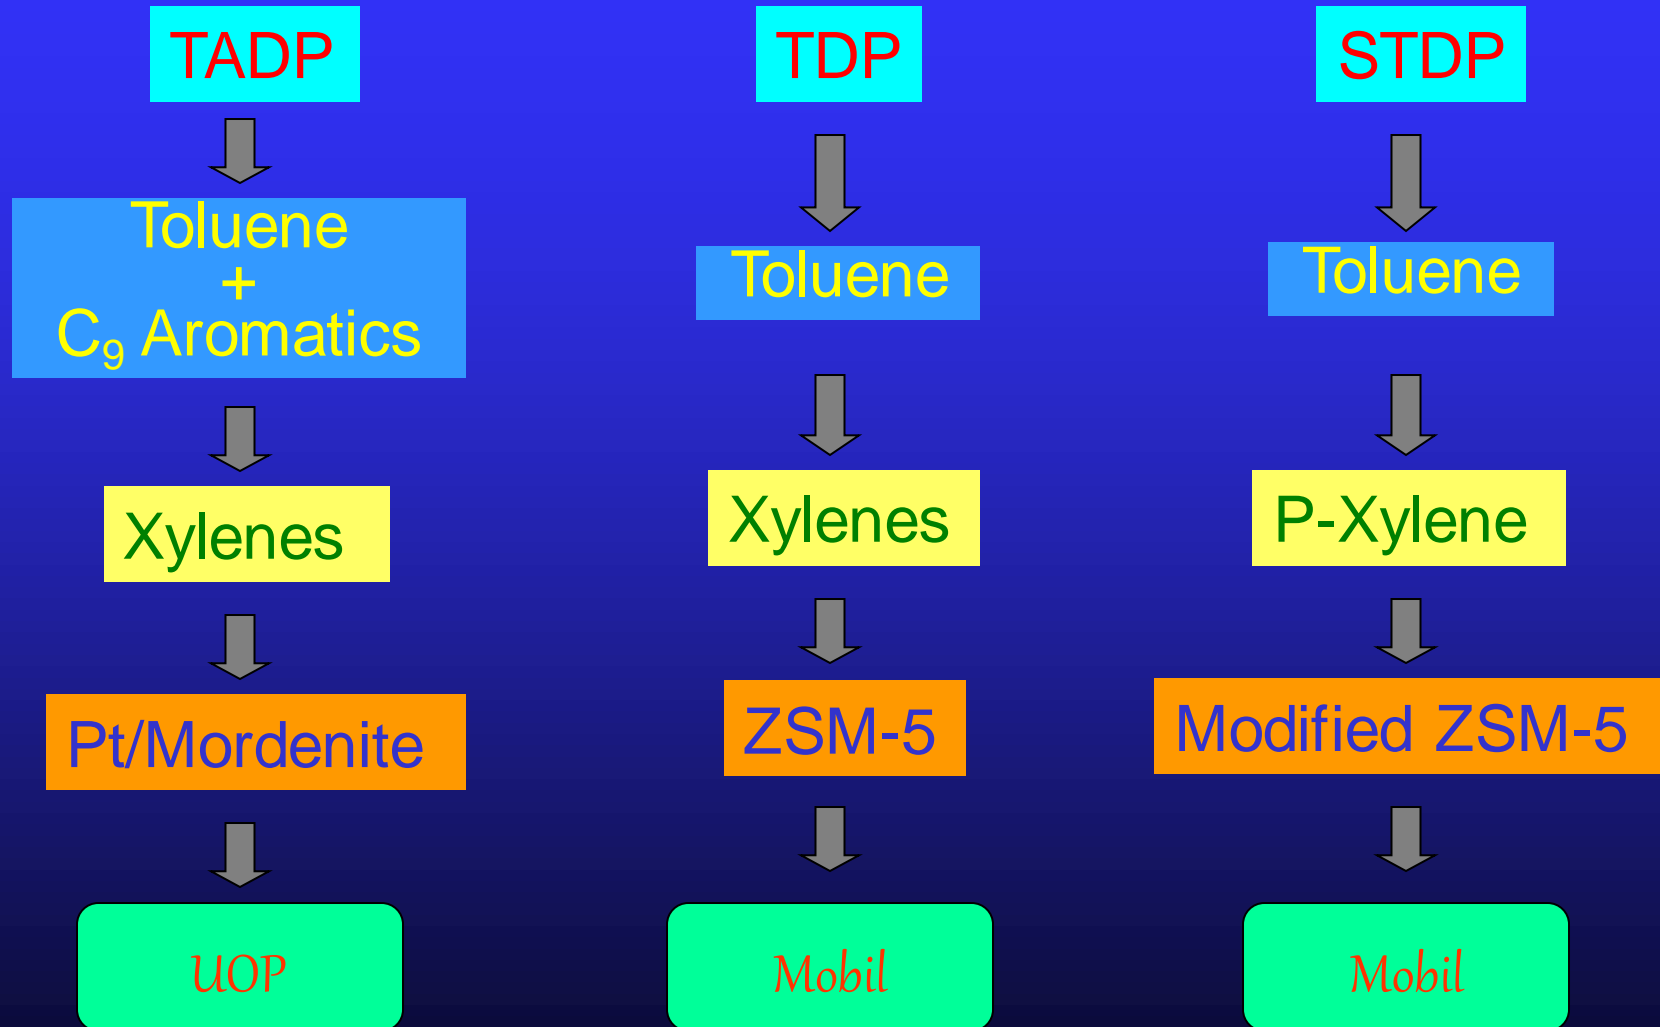 TADP
TDP
STDP
Toluene
+
C₉ Aromatics
Toluene
Toluene
Xylenes
Xylenes
P-Xylene
Pt/Mordenite
ZSM-5
Modified ZSM-5
UOP
Mobil
Mobil